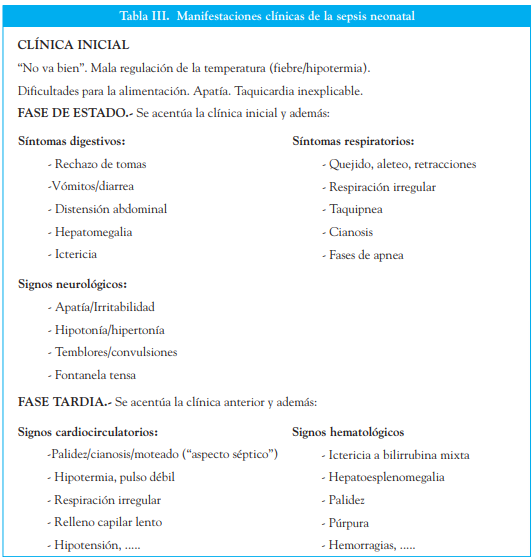 Tabla III. Manifestaciones clínicas de la sepsis neonatal
CLÍNICA INICIAL
“No va bien”. Mala regulación de la temperatura (fiebre/hipotermia).
Dificultades para la alimentación. Apatía. Taquicardia inexplicable.
FASE DE ESTADO.- Se acentúa la clínica inicial y además:
Síntomas digestivos:
- Rechazo de tomas
-Vómitos/diarrea
- Distensión abdominal
- Hepatomegalia
- Ictericia
Síntomas respiratorios:
- Quejido, aleteo, retracciones
- Respiración irregular
- Taquipnea
- Cianosis
- Fases de apnea
Signos neurológicos:
- Apatía/Irritabilidad
- Hipotonía/hipertonía
- Temblores/convulsiones
- Fontanela tensa
FASE TARDIA.- Se acentúa la clínica anterior y además:
Signos cardiocirculatorios:
-Palidez/cianosis/moteado (“aspecto séptico”)
- Hipotermia, pulso débil
- Respiración irregular
- Relleno capilar lento
- Hipotensión, .....
Signos hematológicos
- Ictericia a bilirrubina mixta
- Hepatoesplenomegalia
- Palidez
- Púrpura
- Hemorragias, .....